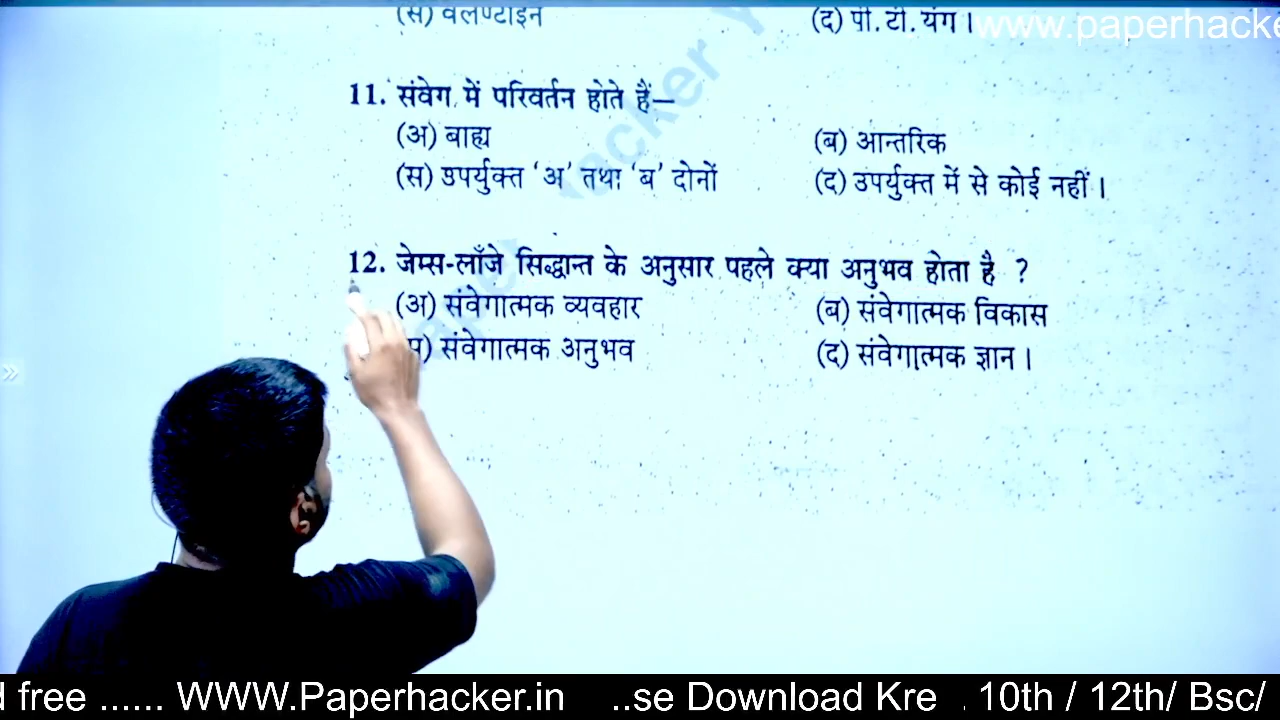 (स) वेलेण्टाइन (द) पी.टी. यंग।
www.paperhacke
11. संवेग में परिवर्तन होते हैं—
(अ) बाह्य (ब) आन्तरिक
(स) उपर्युक्त ‘अ’ तथा ‘ब’ दोनों (द) उपर्युक्त में से कोई नहीं।
12. जेम्स-लाँजे सिद्धान्त के अनुसार पहले क्या अनुभव होता है ?
(अ) संवेगात्मक व्यवहार (ब) संवेगात्मक विकास
स) संवेगात्मक अनुभव (द) संवेगात्मक ज्ञान।
d free ...... WWW.Paperhacker.in ..se Download Kre . 10th / 12th/ Bsc/